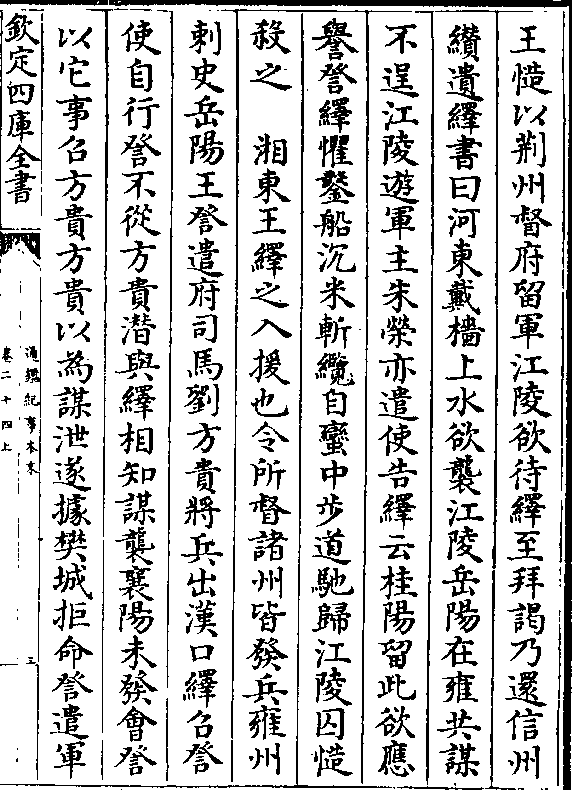 王慥以荆州督府留軍江陵欲待繹至拜謁乃還信州
纉遺繹書曰河東戴檣上水欲襲江陵岳陽在雍共謀
不逞江陵遊軍主朱榮亦遣使告繹云桂陽留此欲應
譽詧繹懼鑿船沉米斬纜自蠻中步道馳歸江陵囚慥
殺之　湘東王繹之入援也令所督諸州皆發兵雍州
刺史岳陽王詧遣府司馬劉方貴將兵出漢口繹召詧
使自行詧不從方貴潛與繹相知謀襲襄陽未發會詧
以它事召方貴方貴以為謀泄遂據樊城拒命詧遣軍
欽定四庫全書
通鑑紀事本末
卷二十四上
三